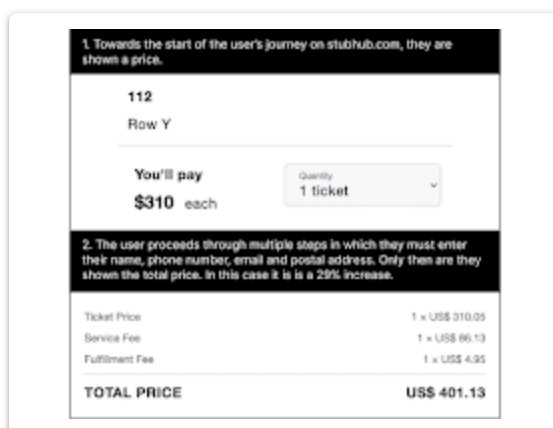 1. Towards the start of the user's journey on stubhub.com, they are
shown a price.
112
Row Y
You'll pay
$310 each
Quantity
1 ticket
2. The user proceeds through multiple steps in which they must enter
their name, phone number, email and postal address. Only then are they
shown the total price. In this case it is is a 29% increase.
Ticket Price 1 x US$ 310.05
Service Fee 1 x US$ 86.13
Fulfillment Fee 1 x US$ 4.95
TOTAL PRICE US$ 401.13